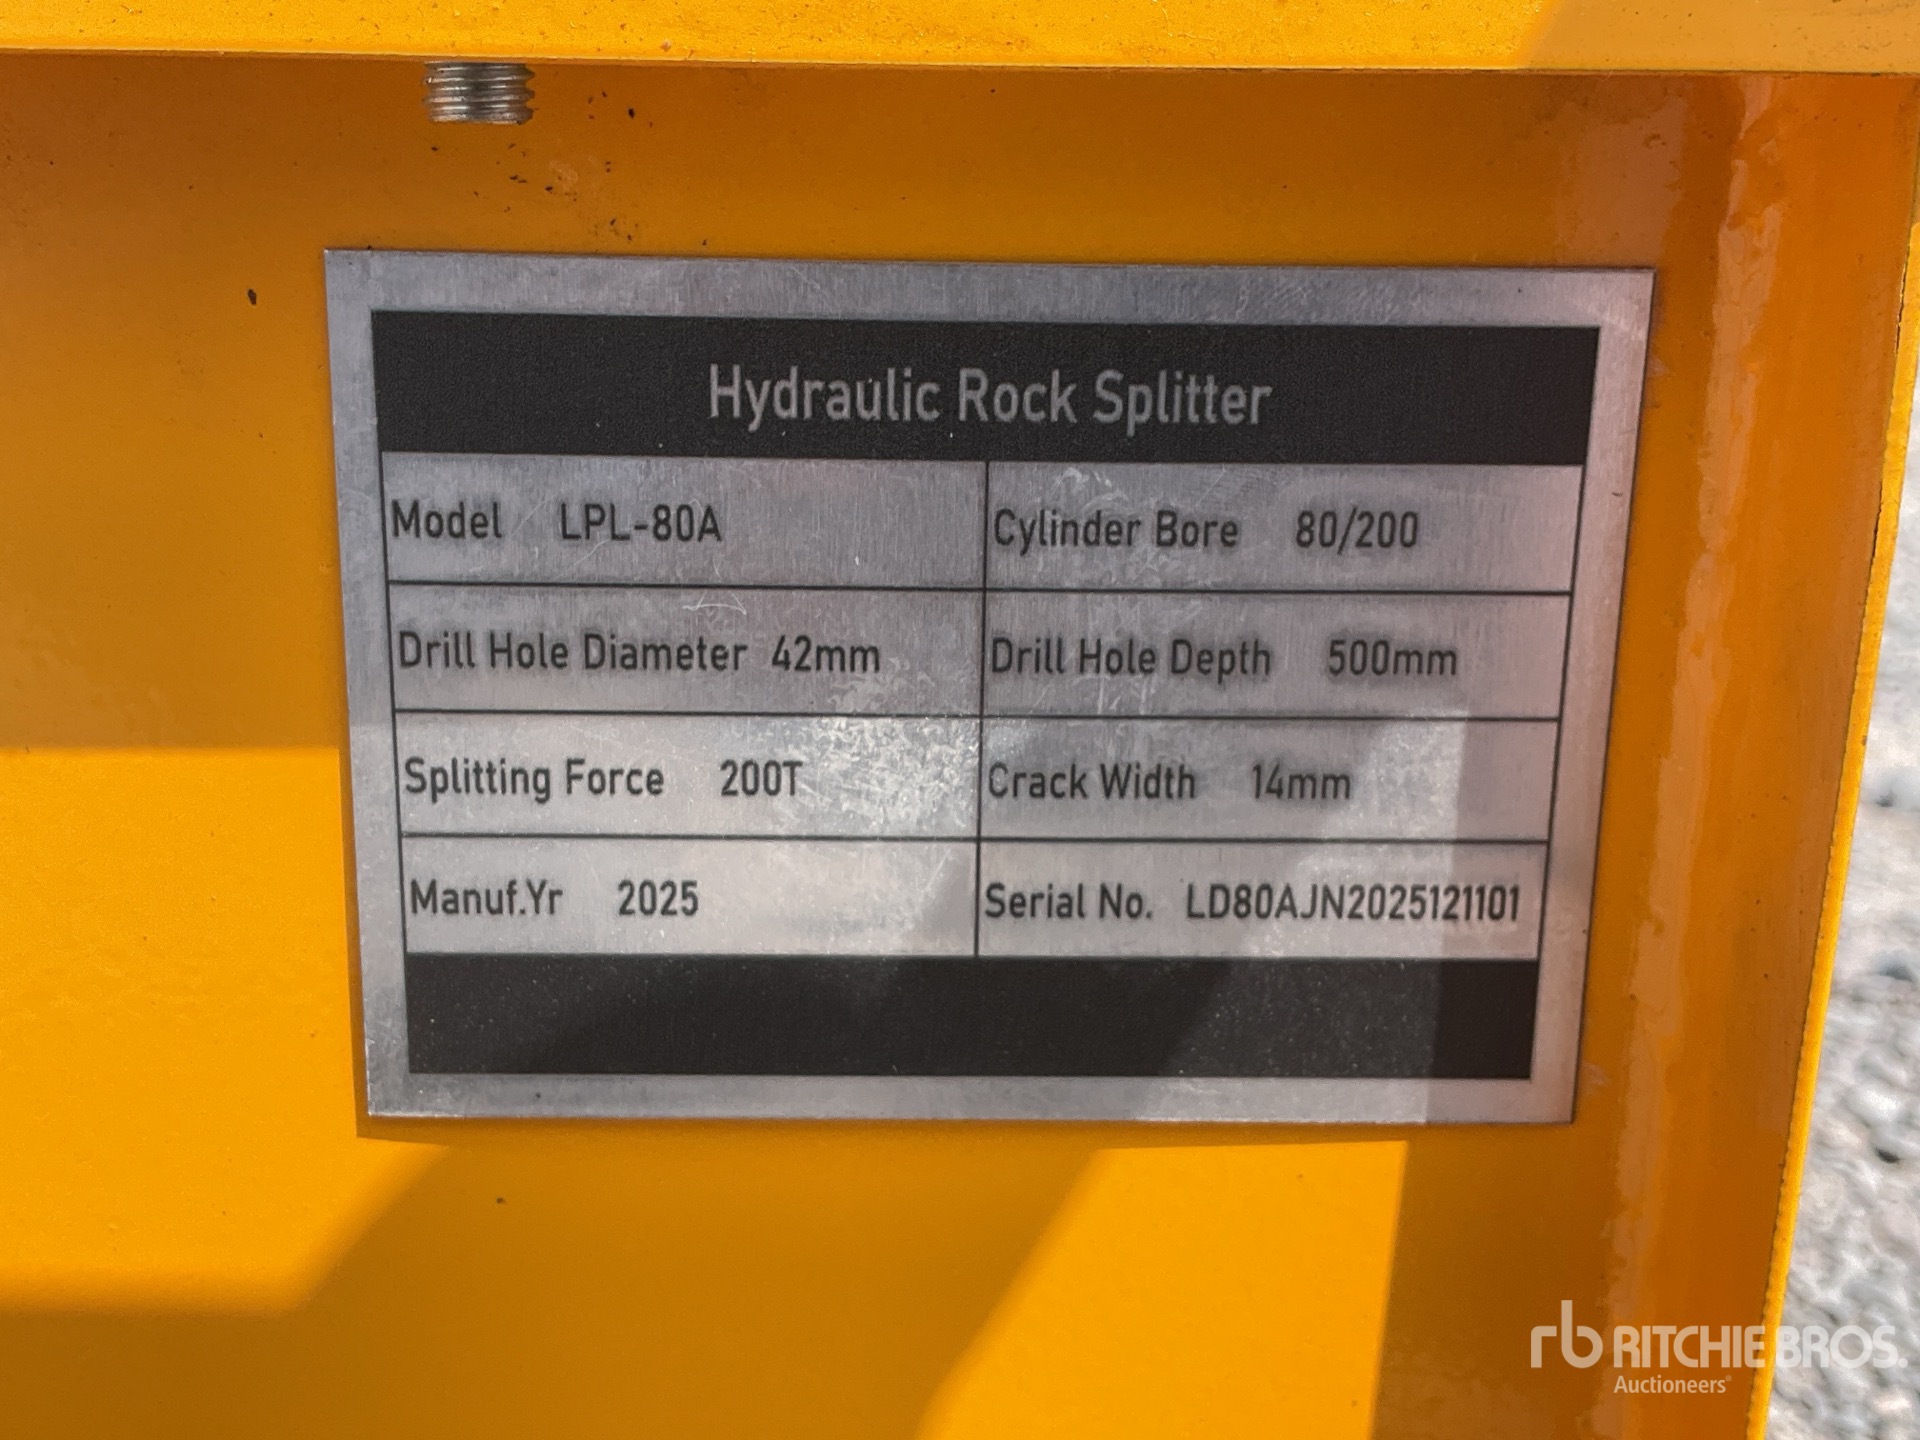 Hydraulic Rock Splitter
Model LPL-80A Cylinder Bore 80/200
Drill Hole Diameter 42mm Drill Hole Depth 500mm
Splitting Force 200T Crack Width 14mm
Manuf.Yr 2025 Serial No. LD80AJN2025121101
rb RITCHIE BROS.
Auctioneers